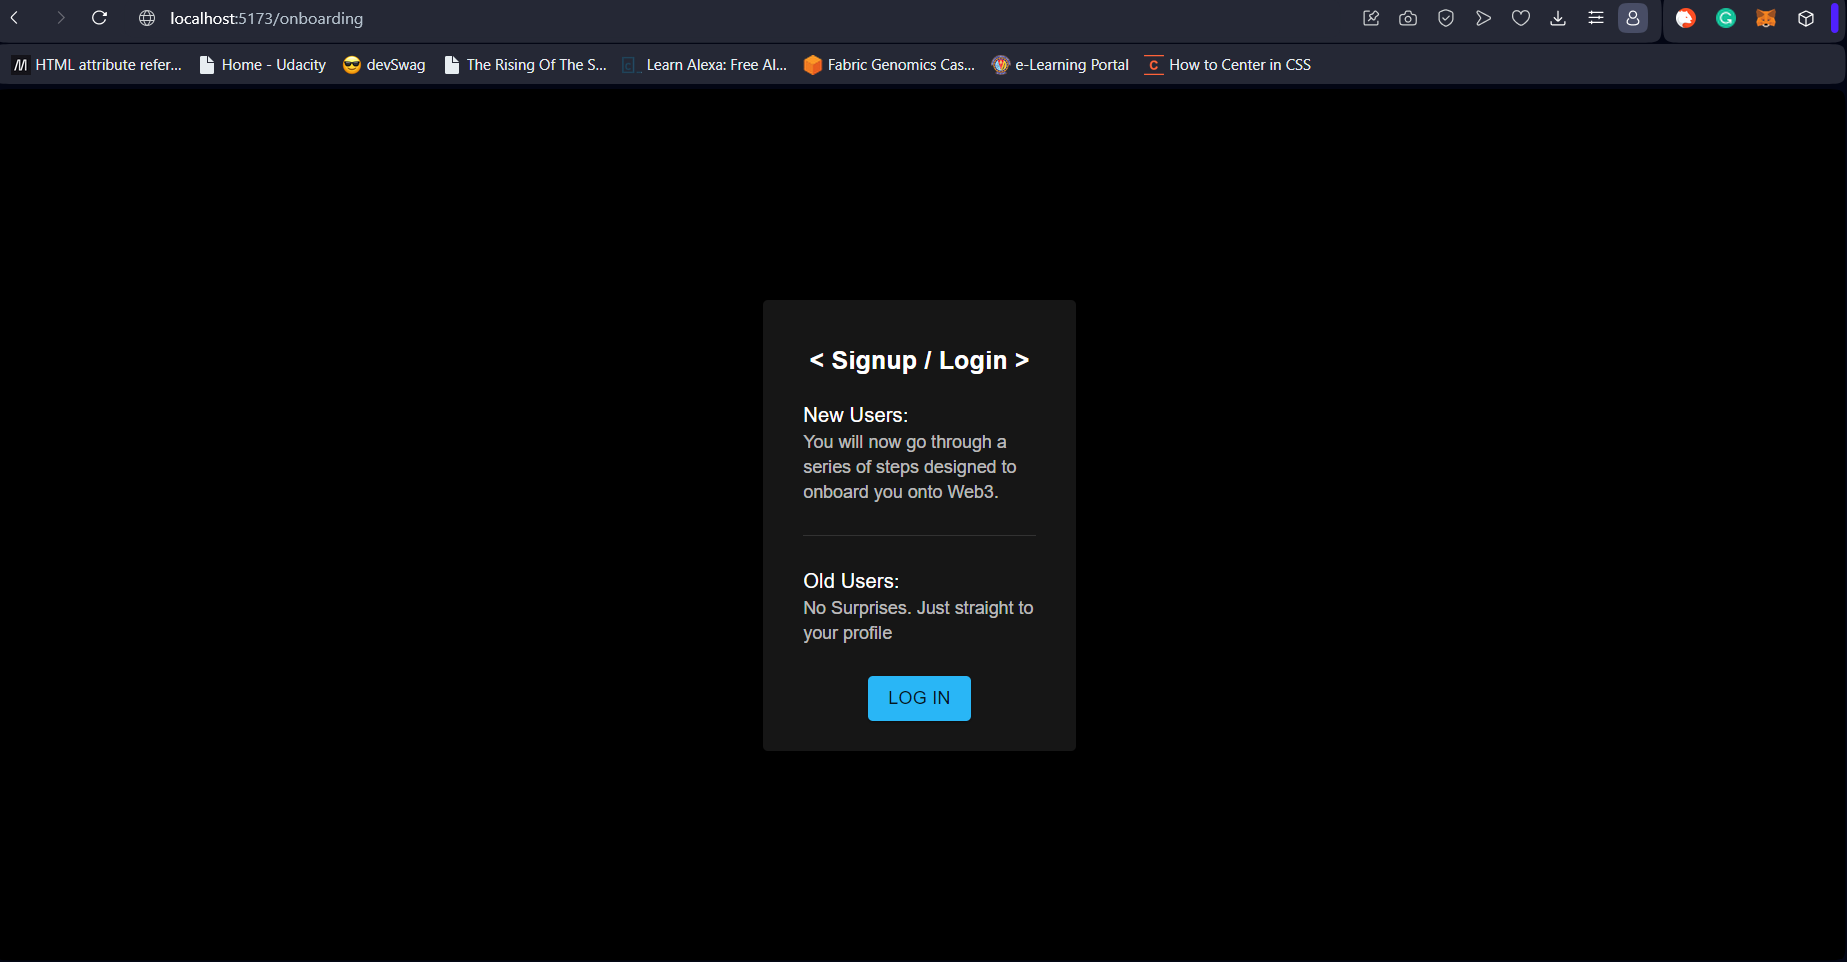 localhost:5173/onboarding
HTML attribute refer... Home - Udacity devSwag The Rising Of The S... Learn Alexa: Free AI... Fabric Genomics Cas... e-Learning Portal C How to Center in CSS
< Signup / Login >
New Users:
You will now go through a
series of steps designed to
onboard you onto Web3.
Old Users:
No Surprises. Just straight to
your profile
LOG IN